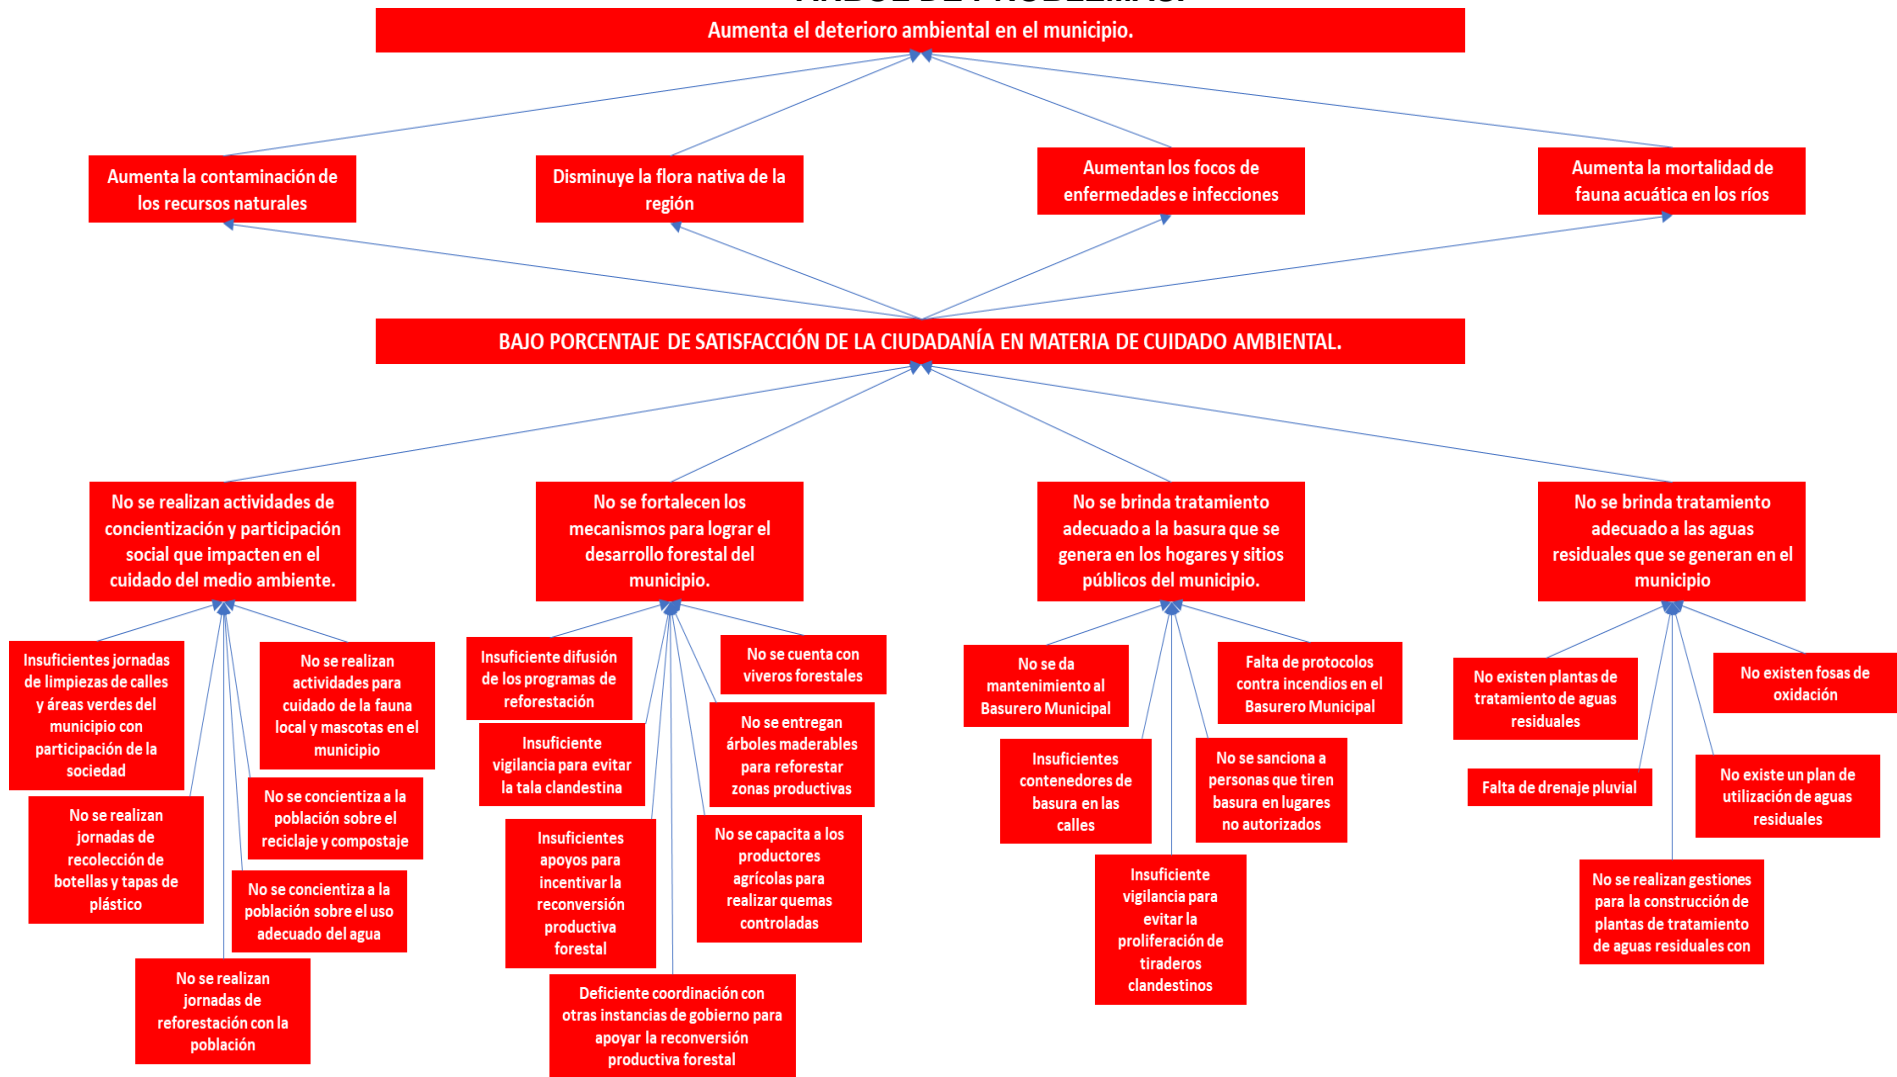 ÁRBOL DE PROBLEMAS.
Aumenta el deterioro ambiental en el municipio.
Aumenta la contaminación de
los recursos naturales
Disminuye la flora nativa de la
región
Aumentan los focos de
enfermedades e infecciones
Aumenta la mortalidad de
fauna acuática en los ríos
BAJO PORCENTAJE DE SATISFACCIÓN DE LA CIUDADANÍA EN MATERIA DE CUIDADO AMBIENTAL.
No se realizan actividades de
concientización y participación
social que impacten en el
cuidado del medio ambiente.
No se fortalecen los
mecanismos para lograr el
desarrollo forestal del
municipio.
No se brinda tratamiento
adecuado a la basura que se
genera en los hogares y sitios
públicos del municipio.
No se brinda tratamiento
adecuado a las aguas
residuales que se generan en el
municipio
Insuficientes jornadas
de limpiezas de calles
y áreas verdes del
municipio con
participación de la
sociedad
No se realizan
actividades para
cuidado de la fauna
local y mascotas en el
municipio
No se realizan
jornadas de
recolección de
botellas y tapas de
plástico
No se concientiza a la
población sobre el
reciclaje y compostaje
No se concientiza a la
población sobre el uso
adecuado del agua
No se realizan
jornadas de
reforestación con la
población
Insuficiente difusión
de los programas de
reforestación
No se cuenta con
viveros forestales
Insuficiente
vigilancia para evitar
la tala clandestina
No se entregan
árboles maderables
para reforestar
zonas productivas
Insuficientes
apoyos para
incentivar la
reconversión
productiva
forestal
No se capacita a los
productores
agrícolas para
realizar quemas
controladas
Deficiente coordinación con
otras instancias de gobierno para
apoyar la reconversión
productiva forestal
No se da
mantenimiento al
Basurero Municipal
Falta de protocolos
contra incendios en el
Basurero Municipal
Insuficientes
contenedores de
basura en las
calles
No se sanciona a
personas que tiren
basura en lugares
no autorizados
Insuficiente
vigilancia para
evitar la
proliferación de
tiraderos
clandestinos
No existen plantas de
tratamiento de aguas
residuales
No existen fosas de
oxidación
Falta de drenaje pluvial
No existe un plan de
utilización de aguas
residuales
No se realizan gestiones
para la construcción de
plantas de tratamiento
de aguas residuales con